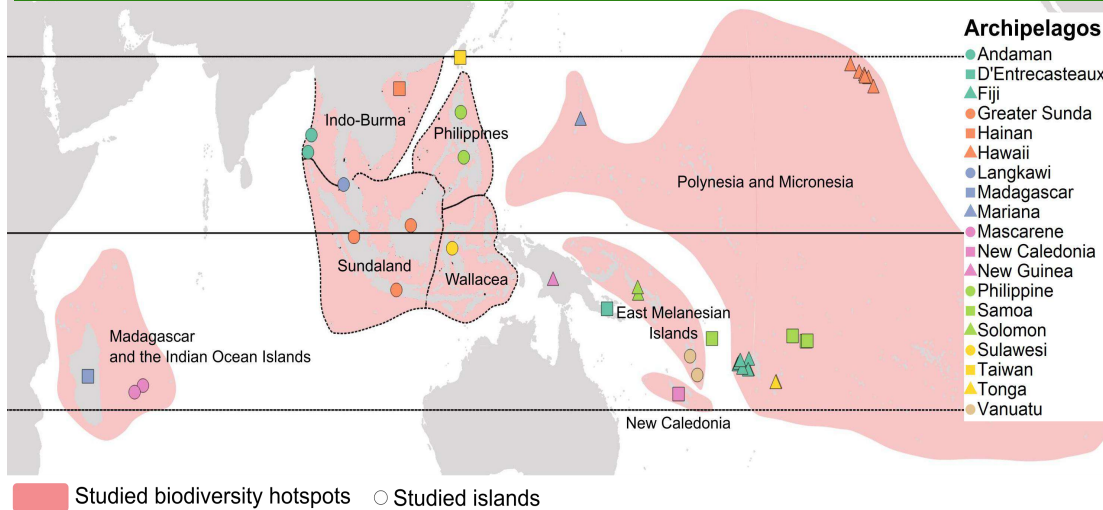 Archipelagos
Andaman
D'Entrecasteaux
Fiji
Greater Sunda
Hainan
Hawaii
Langkawi
Madagascar
Mariana
Mascarene
New Caledonia
New Guinea
Philippine
Samoa
Solomon
Sulawesi
Taiwan
Tonga
Vanuatu
Indo-Burma
Philippines
Polynesia and Micronesia
Sundaland
Wallacea
East Melanesian
Islands
Madagascar
and the Indian Ocean Islands
New Caledonia
Studied biodiversity hotspots
Studied islands